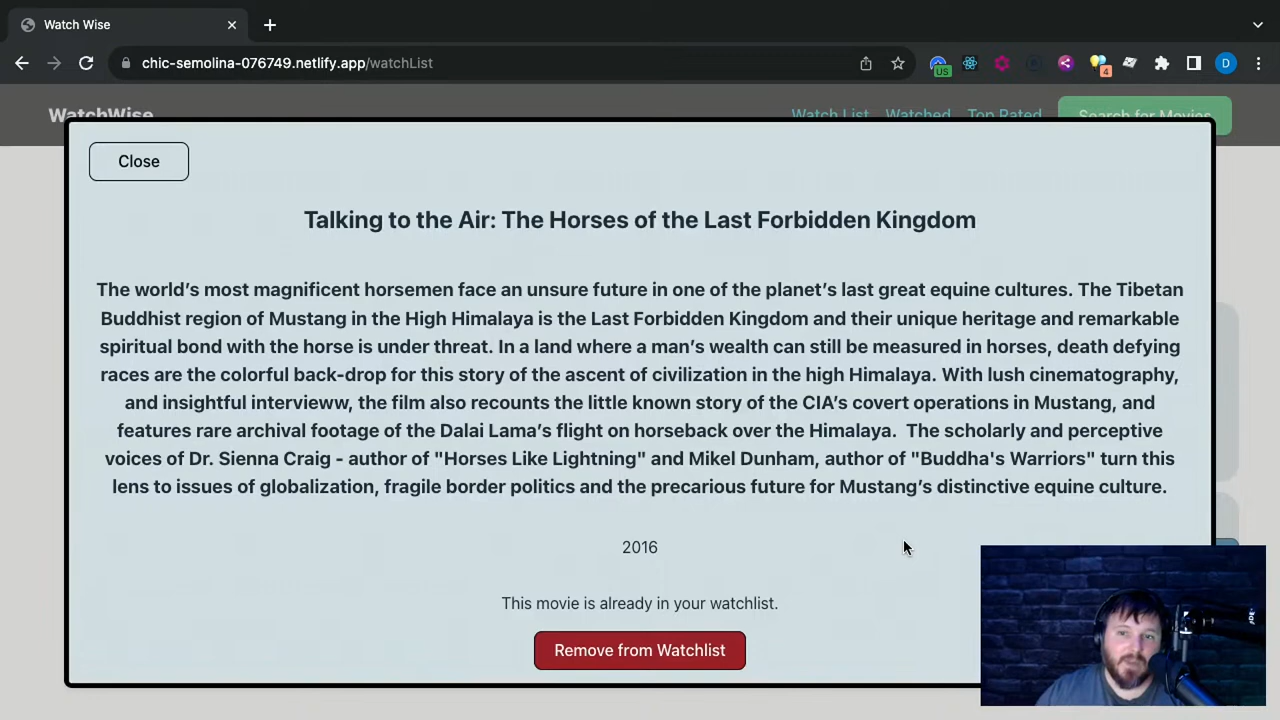 Watch Wise
chic-semolina-076749.netlify.app/watchList
US
4
D
WatchWise
Watch List
Watched
Top Rated
Search for Movies
Close
Talking to the Air: The Horses of the Last Forbidden Kingdom
The world’s most magnificent horsemen face an unsure future in one of the planet’s last great equine cultures. The Tibetan
Buddhist region of Mustang in the High Himalaya is the Last Forbidden Kingdom and their unique heritage and remarkable
spiritual bond with the horse is under threat. In a land where a man’s wealth can still be measured in horses, death defying
races are the colorful back-drop for this story of the ascent of civilization in the high Himalaya. With lush cinematography,
and insightful intervieww, the film also recounts the little known story of the CIA’s covert operations in Mustang, and
features rare archival footage of the Dalai Lama’s flight on horseback over the Himalaya.  The scholarly and perceptive
voices of Dr. Sienna Craig - author of "Horses Like Lightning" and Mikel Dunham, author of "Buddha's Warriors" turn this
lens to issues of globalization, fragile border politics and the precarious future for Mustang’s distinctive equine culture.
2016
This movie is already in your watchlist.
Remove from Watchlist